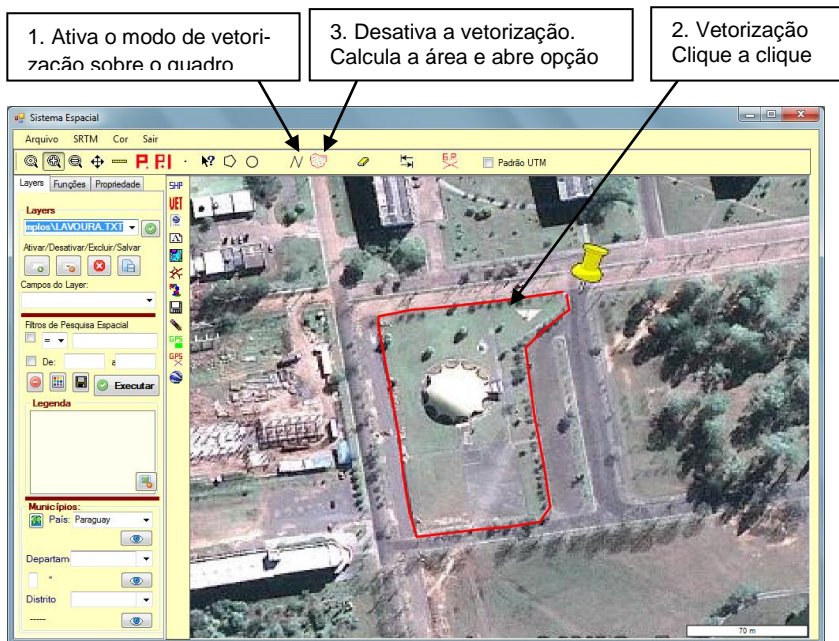 1. Ativa o modo de vetori-
zação sobre o quadro
3. Desativa a vetorização.
Calcula a área e abre opção
2. Vetorização
Clique a clique
Sistema Espacial
Arquivo SRTM Cor Sair
P. P.I N G.P. Padrão UTM
Layers Funções Propriedade
Layers
mplos\LAVOURA.TXT
Ativar/Desativar/Excluir/Salvar
Campos do Layer:
Filtros de Pesquisa Espacial
=
De: a
Executar
Legenda
Municípios:
País: Paraguay
Departam
Distrito
-----
SHP
VET
GPS
GPS
70 m